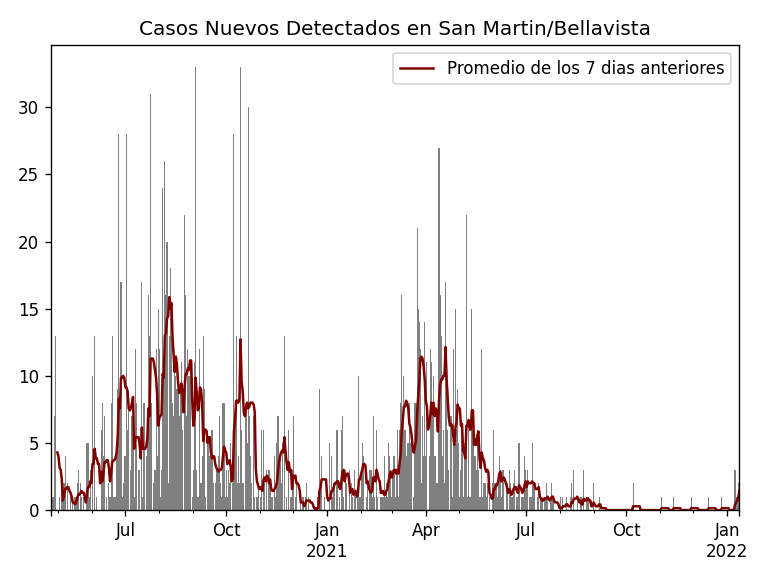 Casos Nuevos Detectados en San Martin/Bellavista
Promedio de los 7 dias anteriores
30
25
20
15
10
5
0
Jul Oct Jan Apr Jul Oct Jan
2021 2022